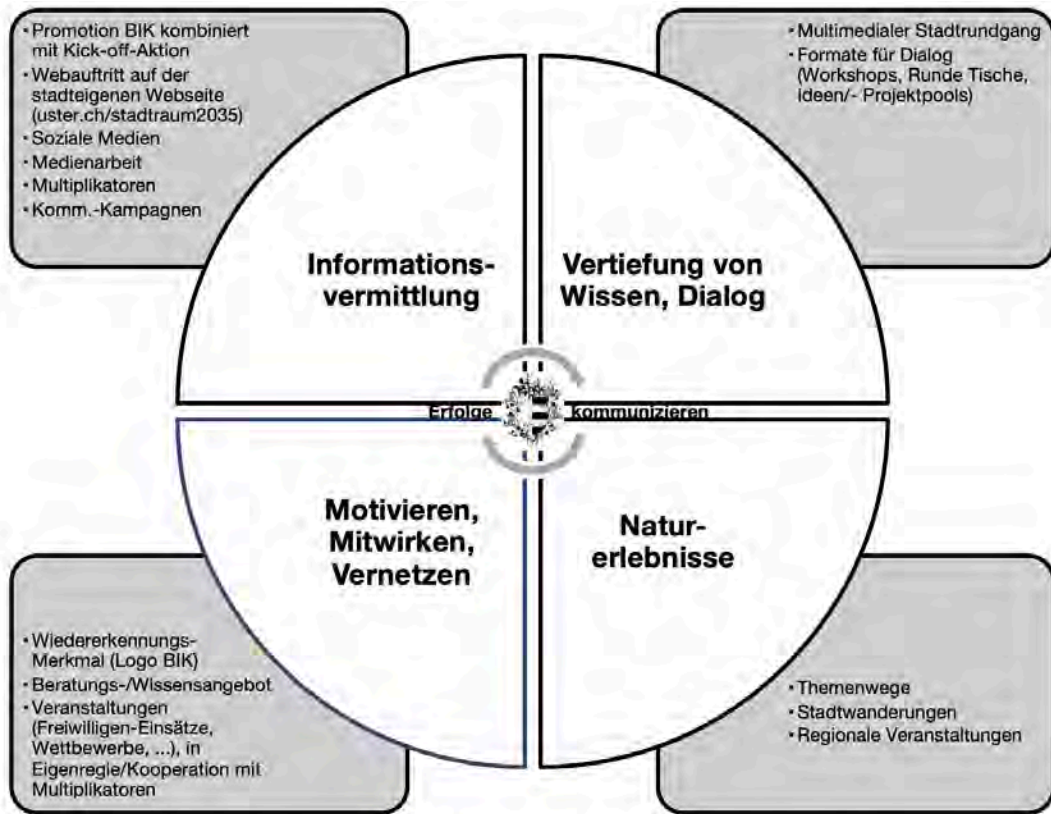 • Promotion BIK kombiniert
mit Kick-off-Aktion
• Webauftritt auf der
stadteigenen Webseite
(uster.ch/stadtraum2035)
• Soziale Medien
• Medienarbeit
• Multiplikatoren
• Komm.-Kampagnen
• Multimedialer Stadtrundgang
• Formate für Dialog
(Workshops, Runde Tische,
ideen/- Projektpools)
Informations-
vermittlung
Vertiefung von
Wissen, Dialog
Erfolge kommunizieren
Motivieren,
Mitwirken,
Vernetzen
Natur-
erlebnisse
• Wiedererkennungs-
Merkmal (Logo BIK)
• Beratungs-/Wissensangebot
• Veranstaltungen
(Freiwilligen-Einsätze,
Wettbewerbe, ...), in
Eigenregie/Kooperation mit
Multiplikatoren
• Themenwege
• Stadtwanderungen
• Regionale Veranstaltungen